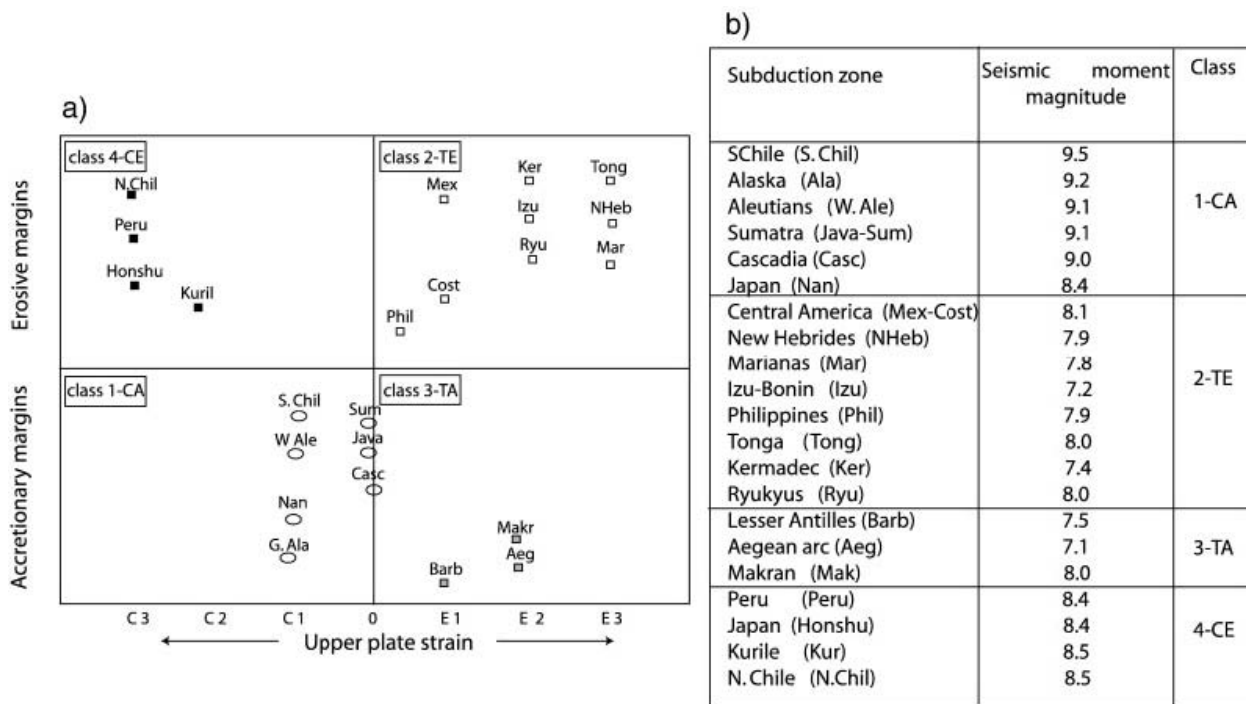 a)
class 4-CE
N.Chil
Peru
Honshu
Kuril
class 2-TE
Ker Tong
Mex
Izu NHeb
Ryu Mar
Cost
Phil
class 1-CA
S. Chil
W Ale
Nan
G. Ala
class 3-TA
Sum
Java
Casc
Makr
Aeg
Barb
Erosive margins
Accretionary margins
C 3 C 2 C 1 0 E 1 E 2 E 3
Upper plate strain
b)
Subduction zone Seismic moment magnitude Class
SChile (S. Chil) 9.5
Alaska (Ala) 9.2
Aleutians (W. Ale) 9.1
Sumatra (Java-Sum) 9.1
Cascadia (Casc) 9.0
Japan (Nan) 8.4
1-CA
Central America (Mex-Cost) 8.1
New Hebrides (NHeb) 7.9
Marianas (Mar) 7.8
Izu-Bonin (Izu) 7.2
Philippines (Phil) 7.9
Tonga (Tong) 8.0
Kermadec (Ker) 7.4
Ryukyus (Ryu) 8.0
2-TE
Lesser Antilles (Barb) 7.5
Aegean arc (Aeg) 7.1
Makran (Mak) 8.0
3-TA
Peru (Peru) 8.4
Japan (Honshu) 8.4
Kurile (Kur) 8.5
N. Chile (N.Chil) 8.5
4-CE